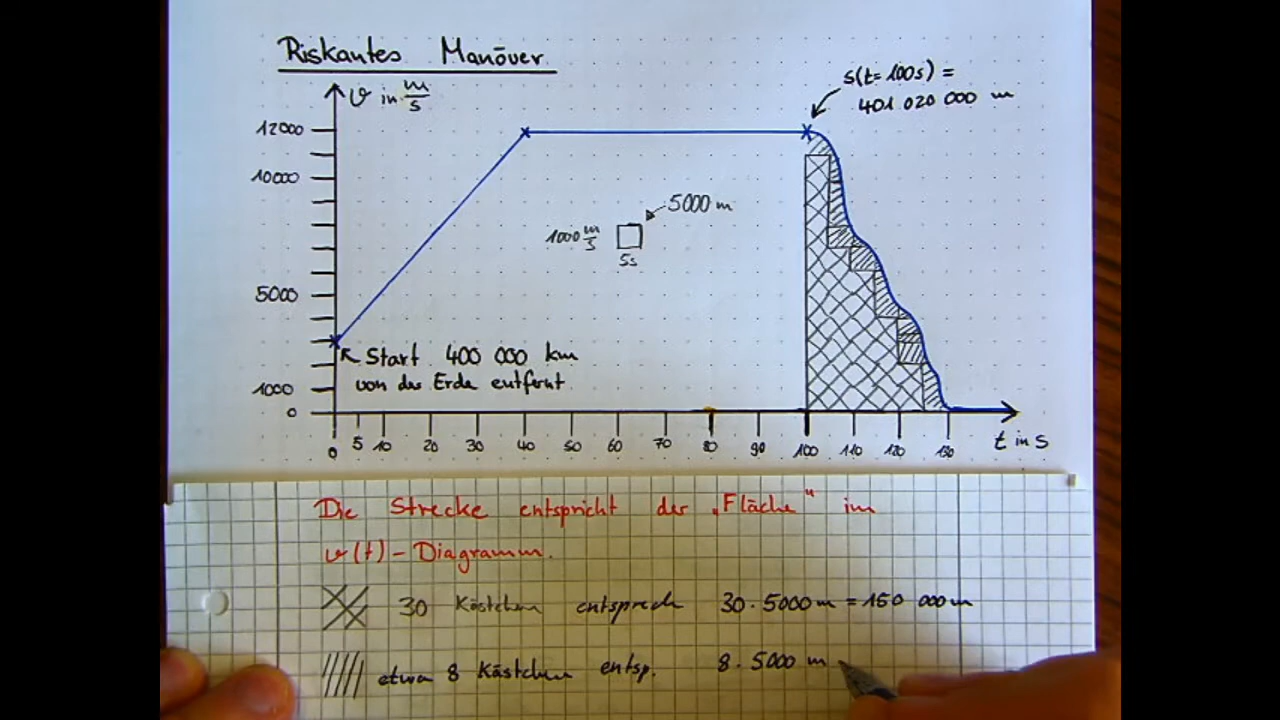 Riskantes Manöver
v in m/s
s(t=100s) =
401 020 000 m
12000
10000
5000 m
1000 m/s
5s
5000
Start 400 000 km
von der Erde entfernt
1000
0
t in s
0 5 10 20 30 40 50 60 70 80 90 100 110 120 130
Die Strecke entspricht der „Fläche" im
v(t)-Diagramm.
30 Kästchen entsprech 30·5000m = 150 000m
etwa 8 Kästchen entsp. 8·5000 m